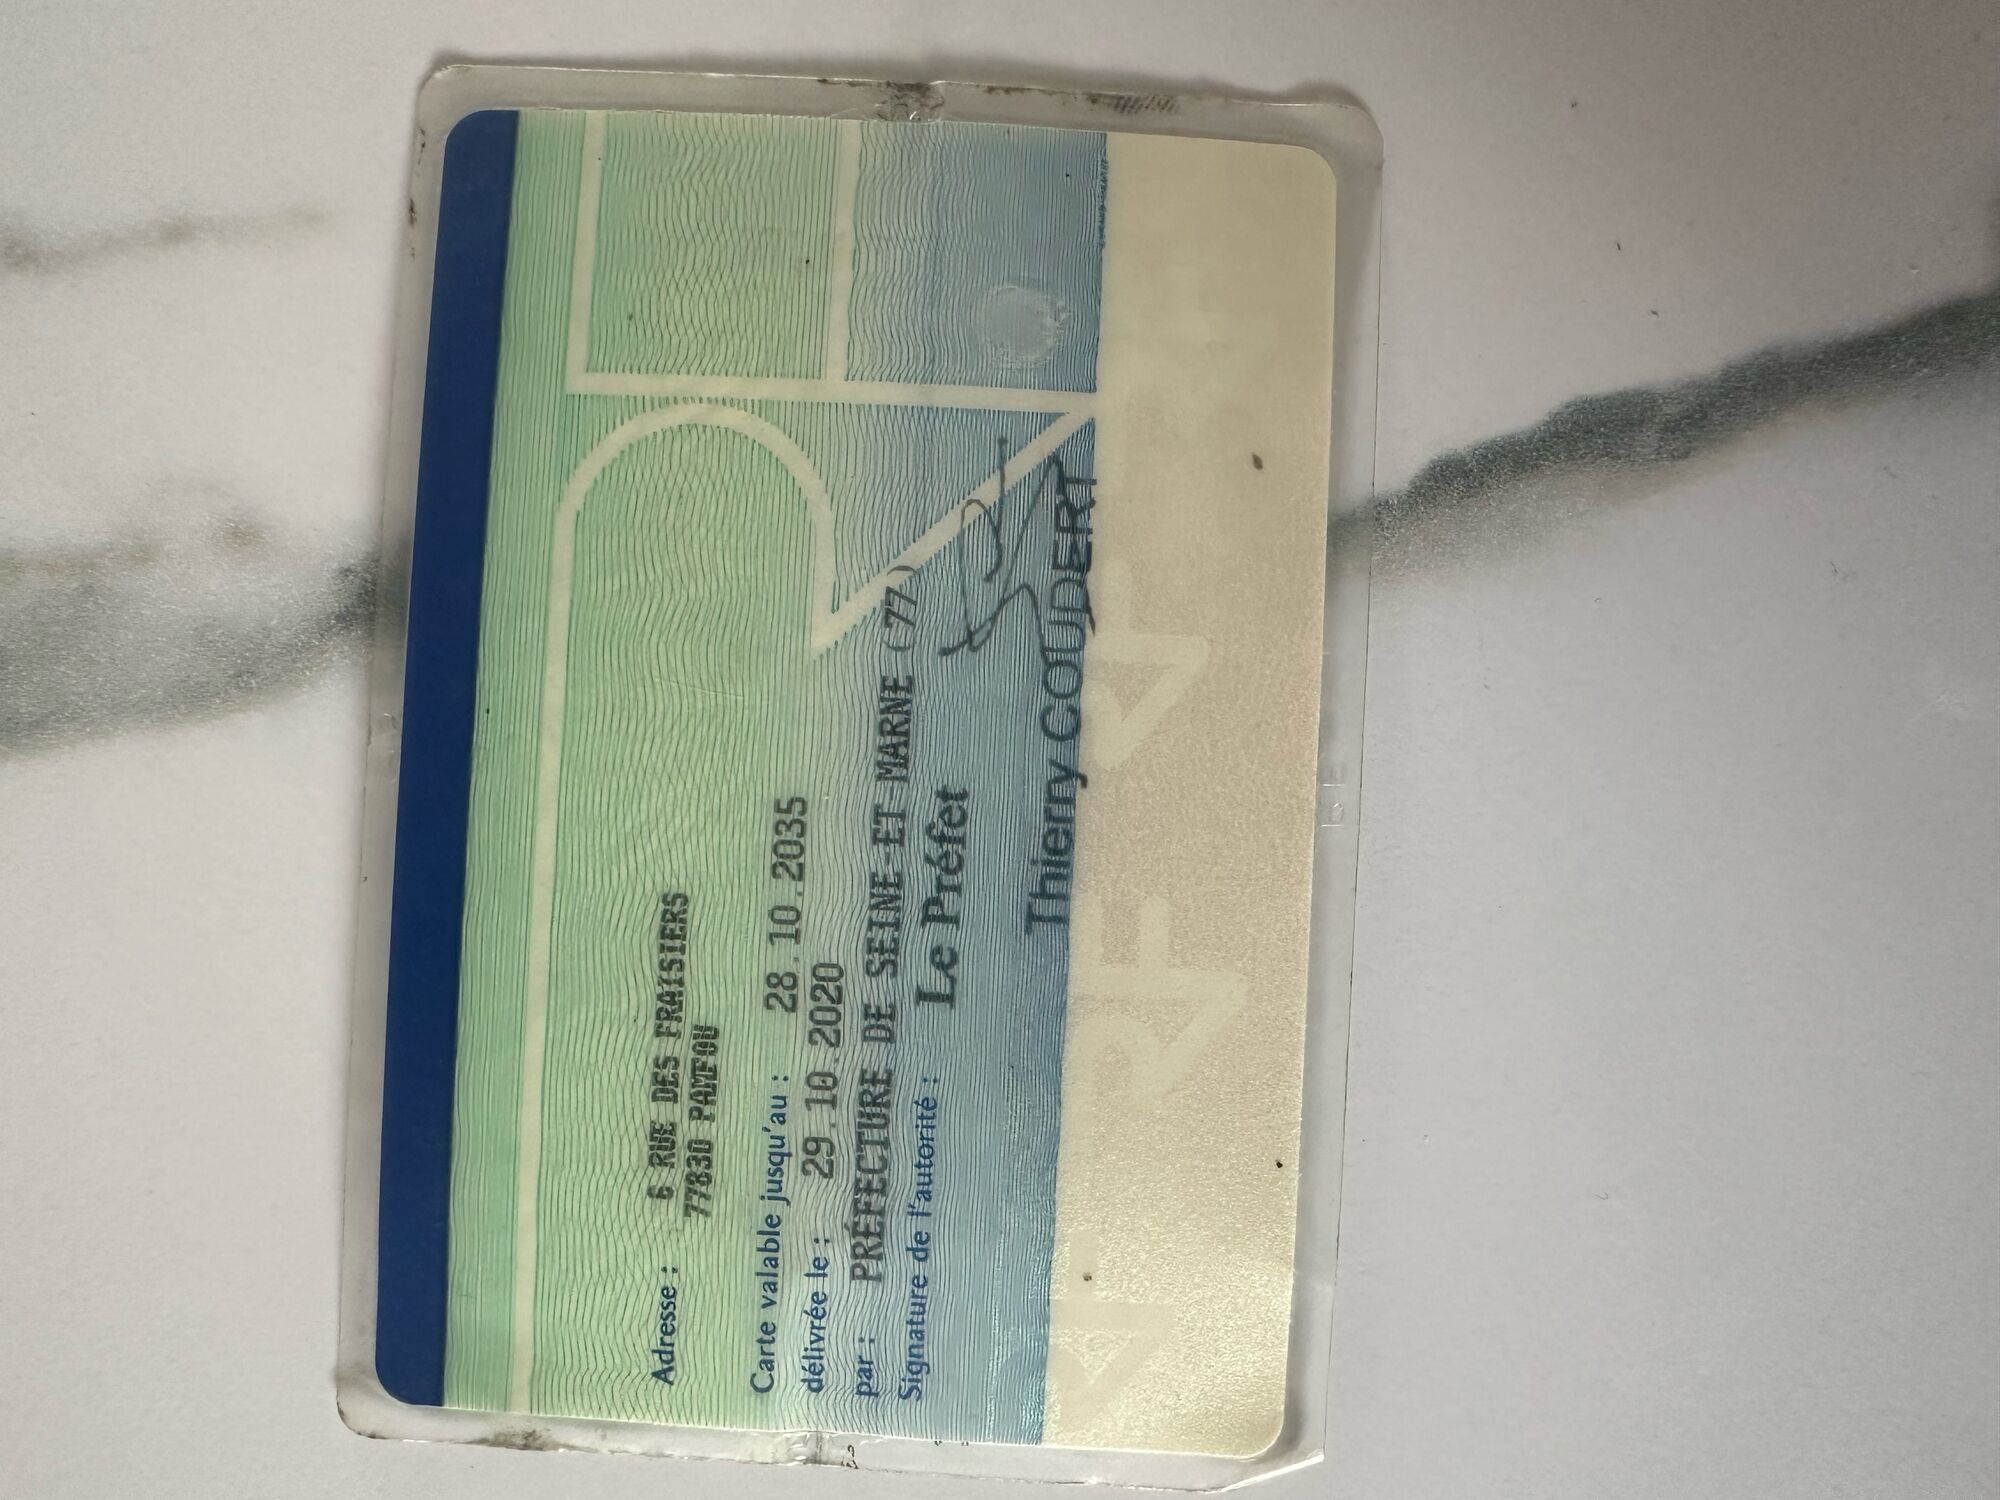 Adresse : 6 RUE DES FRAISIERS
77830 PAMFOU
Carte valable jusqu'au : 28.10.2035
délivrée le : 29.10.2020
par : PRÉFECTURE DE SEINE-ET-MARNE (77)
Signature de l'autorité : Le Préfet
Thierry COUDERT